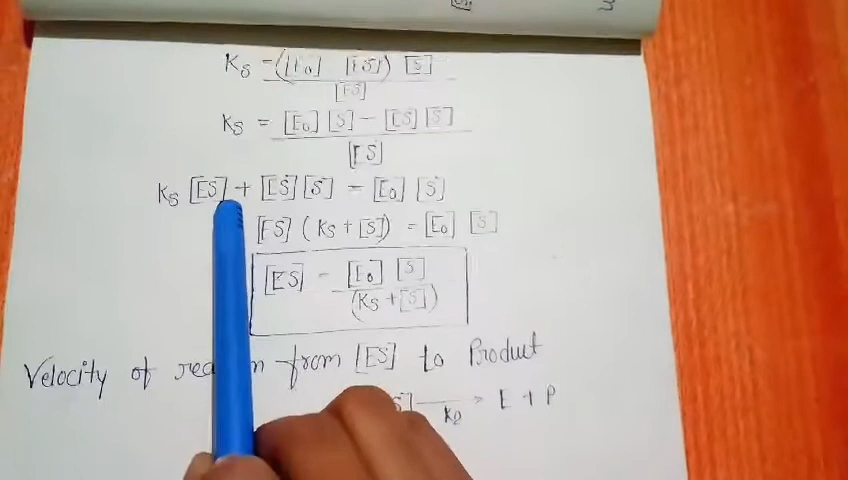 Ks = ([E₀] [ES]) [S] / [ES]
Ks = [E₀] [S] - [ES] [S] / [ES]
Ks [ES] + [ES] [S] = [E₀] [S]
[ES] (Ks + [S]) = [E₀] [S]
[ES] = [E₀] [S] / (Ks + [S])
Velocity of from [ES] to Product
K₂ → E + P